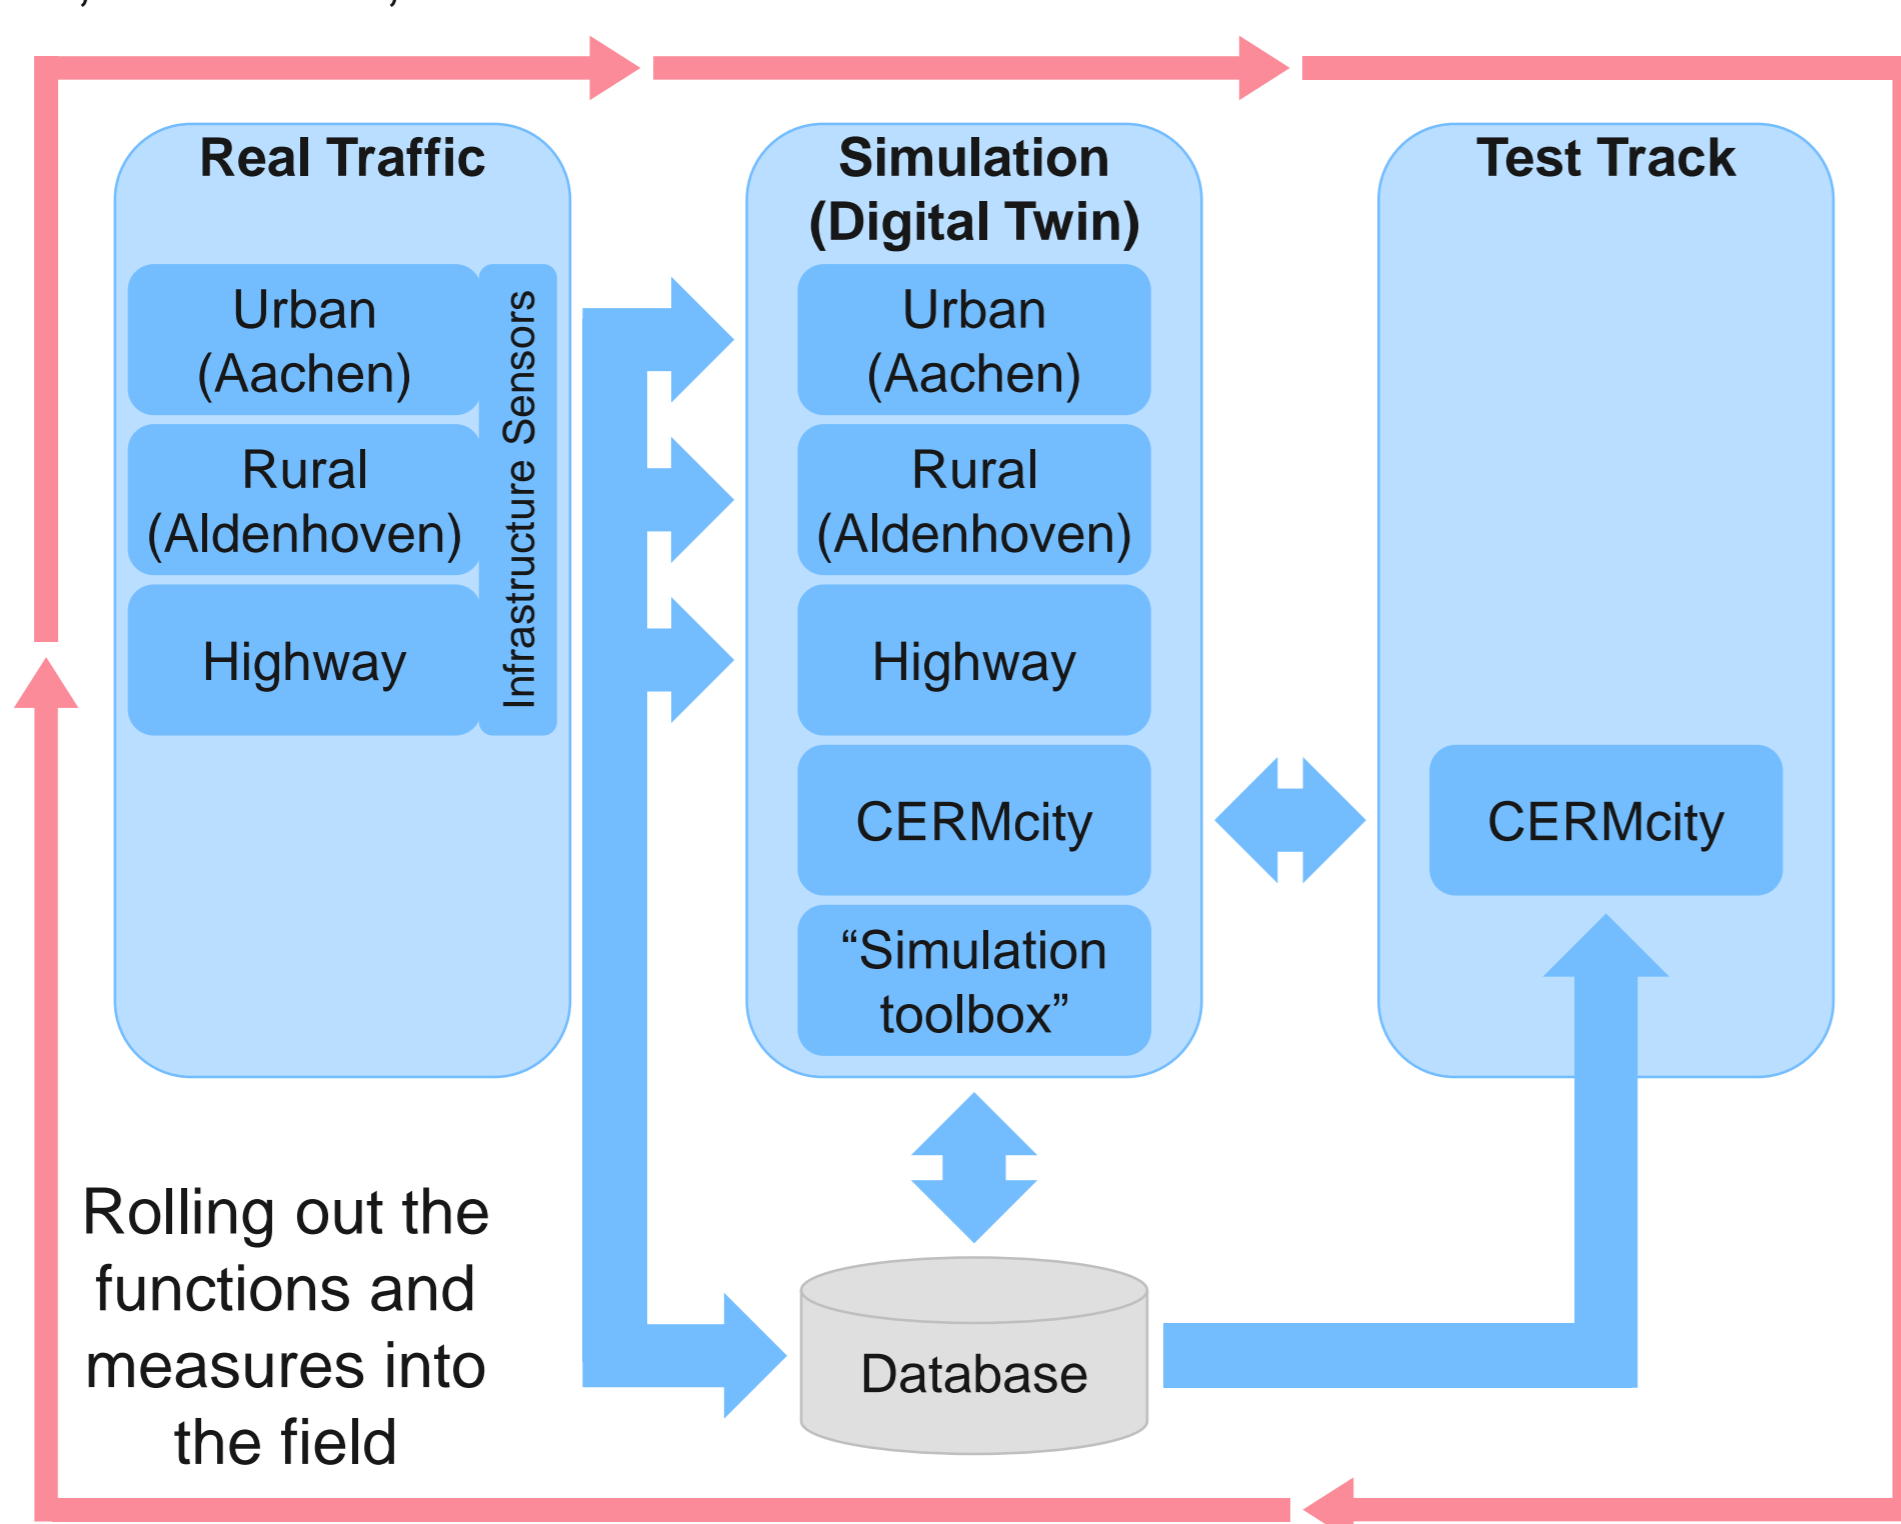 Real Traffic
Urban
(Aachen)
Rural
(Aldenhoven)
Highway
Infrastructure Sensors
Simulation
(Digital Twin)
Urban
(Aachen)
Rural
(Aldenhoven)
Highway
CERMcity
“Simulation
toolbox”
Test Track
CERMcity
Database
Rolling out the
functions and
measures into
the field